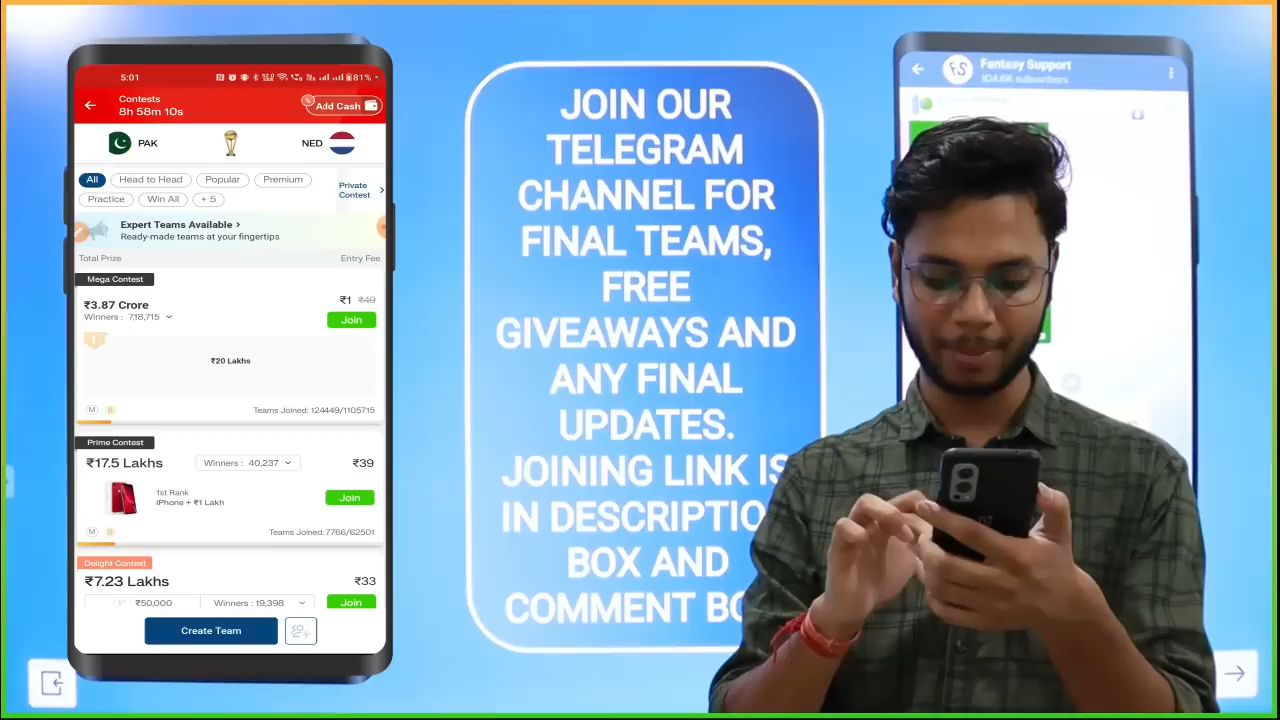 5:01
81%
Contests
8h 58m 10s
Add Cash
PAK
NED
All
Head to Head
Popular
Premium
Private Contest
Practice
Win All
+ 5
Expert Teams Available >
Ready-made teams at your fingertips
Total Prize
Entry Fee
Mega Contest
₹3.87 Crore
₹1 ₹49
Winners : 7,18,715
Join
₹20 Lakhs
M
Teams Joined: 124449/1105715
Prime Contest
₹17.5 Lakhs
Winners : 40,237
₹39
1st Rank
iPhone + ₹1 Lakh
Join
M
Teams Joined:7766/62501
Delight Contest
₹7.23 Lakhs
₹33
₹50,000
Winners : 19,398
Join
Create Team
JOIN OUR
TELEGRAM
CHANNEL FOR
FINAL TEAMS,
FREE
GIVEAWAYS AND
ANY FINAL
UPDATES.
JOINING LINK IS
IN DESCRIPTIO
BOX AND
COMMENT BO
FS
Fantasy Support
104.6K subscribers